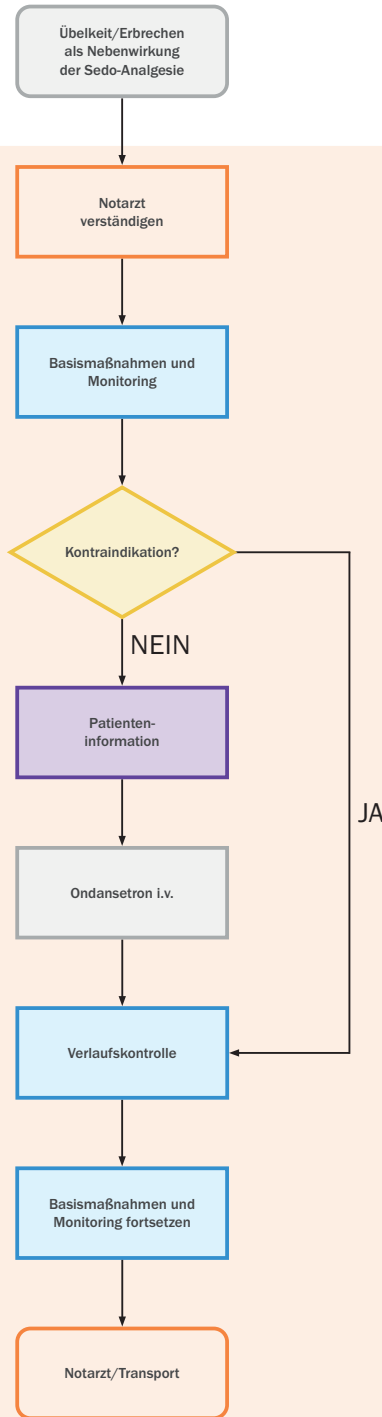 Übelkeit/Erbrechen
als Nebenwirkung
der Sedo-Analgesie
Notarzt
verständigen
Basismaßnahmen und
Monitoring
Kontraindikation?
NEIN
Patienten-
information
JA
Ondansetron i.v.
Verlaufskontrolle
Basismaßnahmen und
Monitoring fortsetzen
Notarzt/Transport